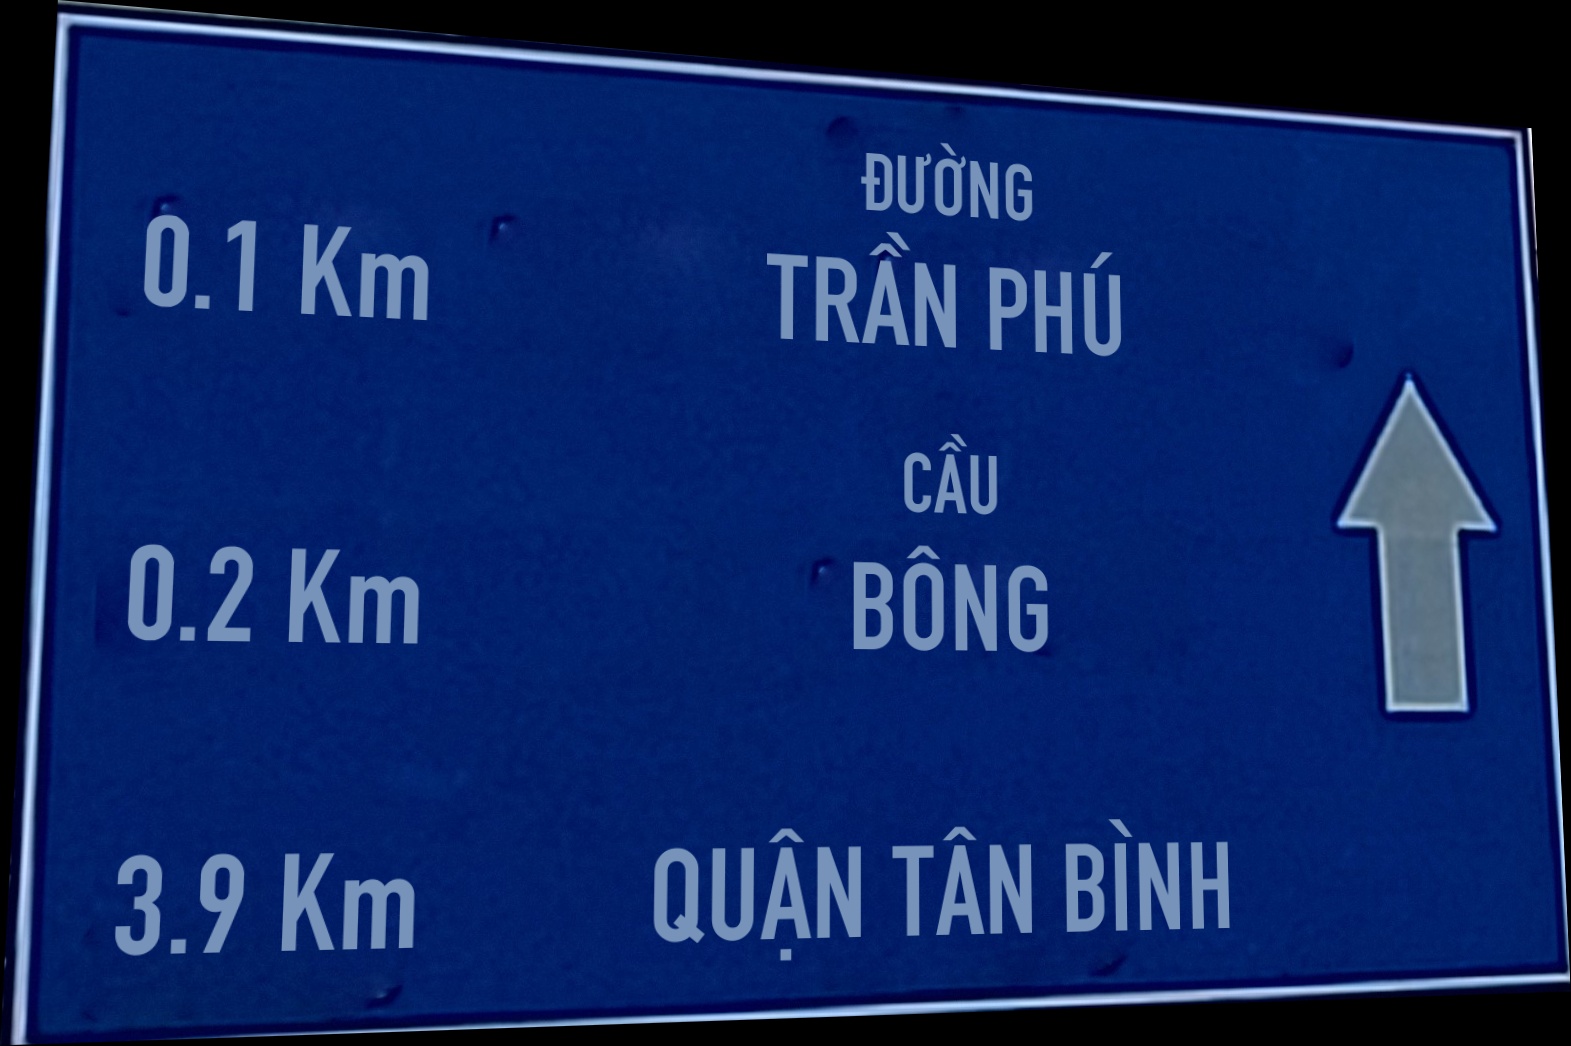 ĐƯỜNG
0.1 Km TRẦN PHÚ
CẦU
0.2 Km BÔNG
3.9 Km QUẬN TÂN BÌNH